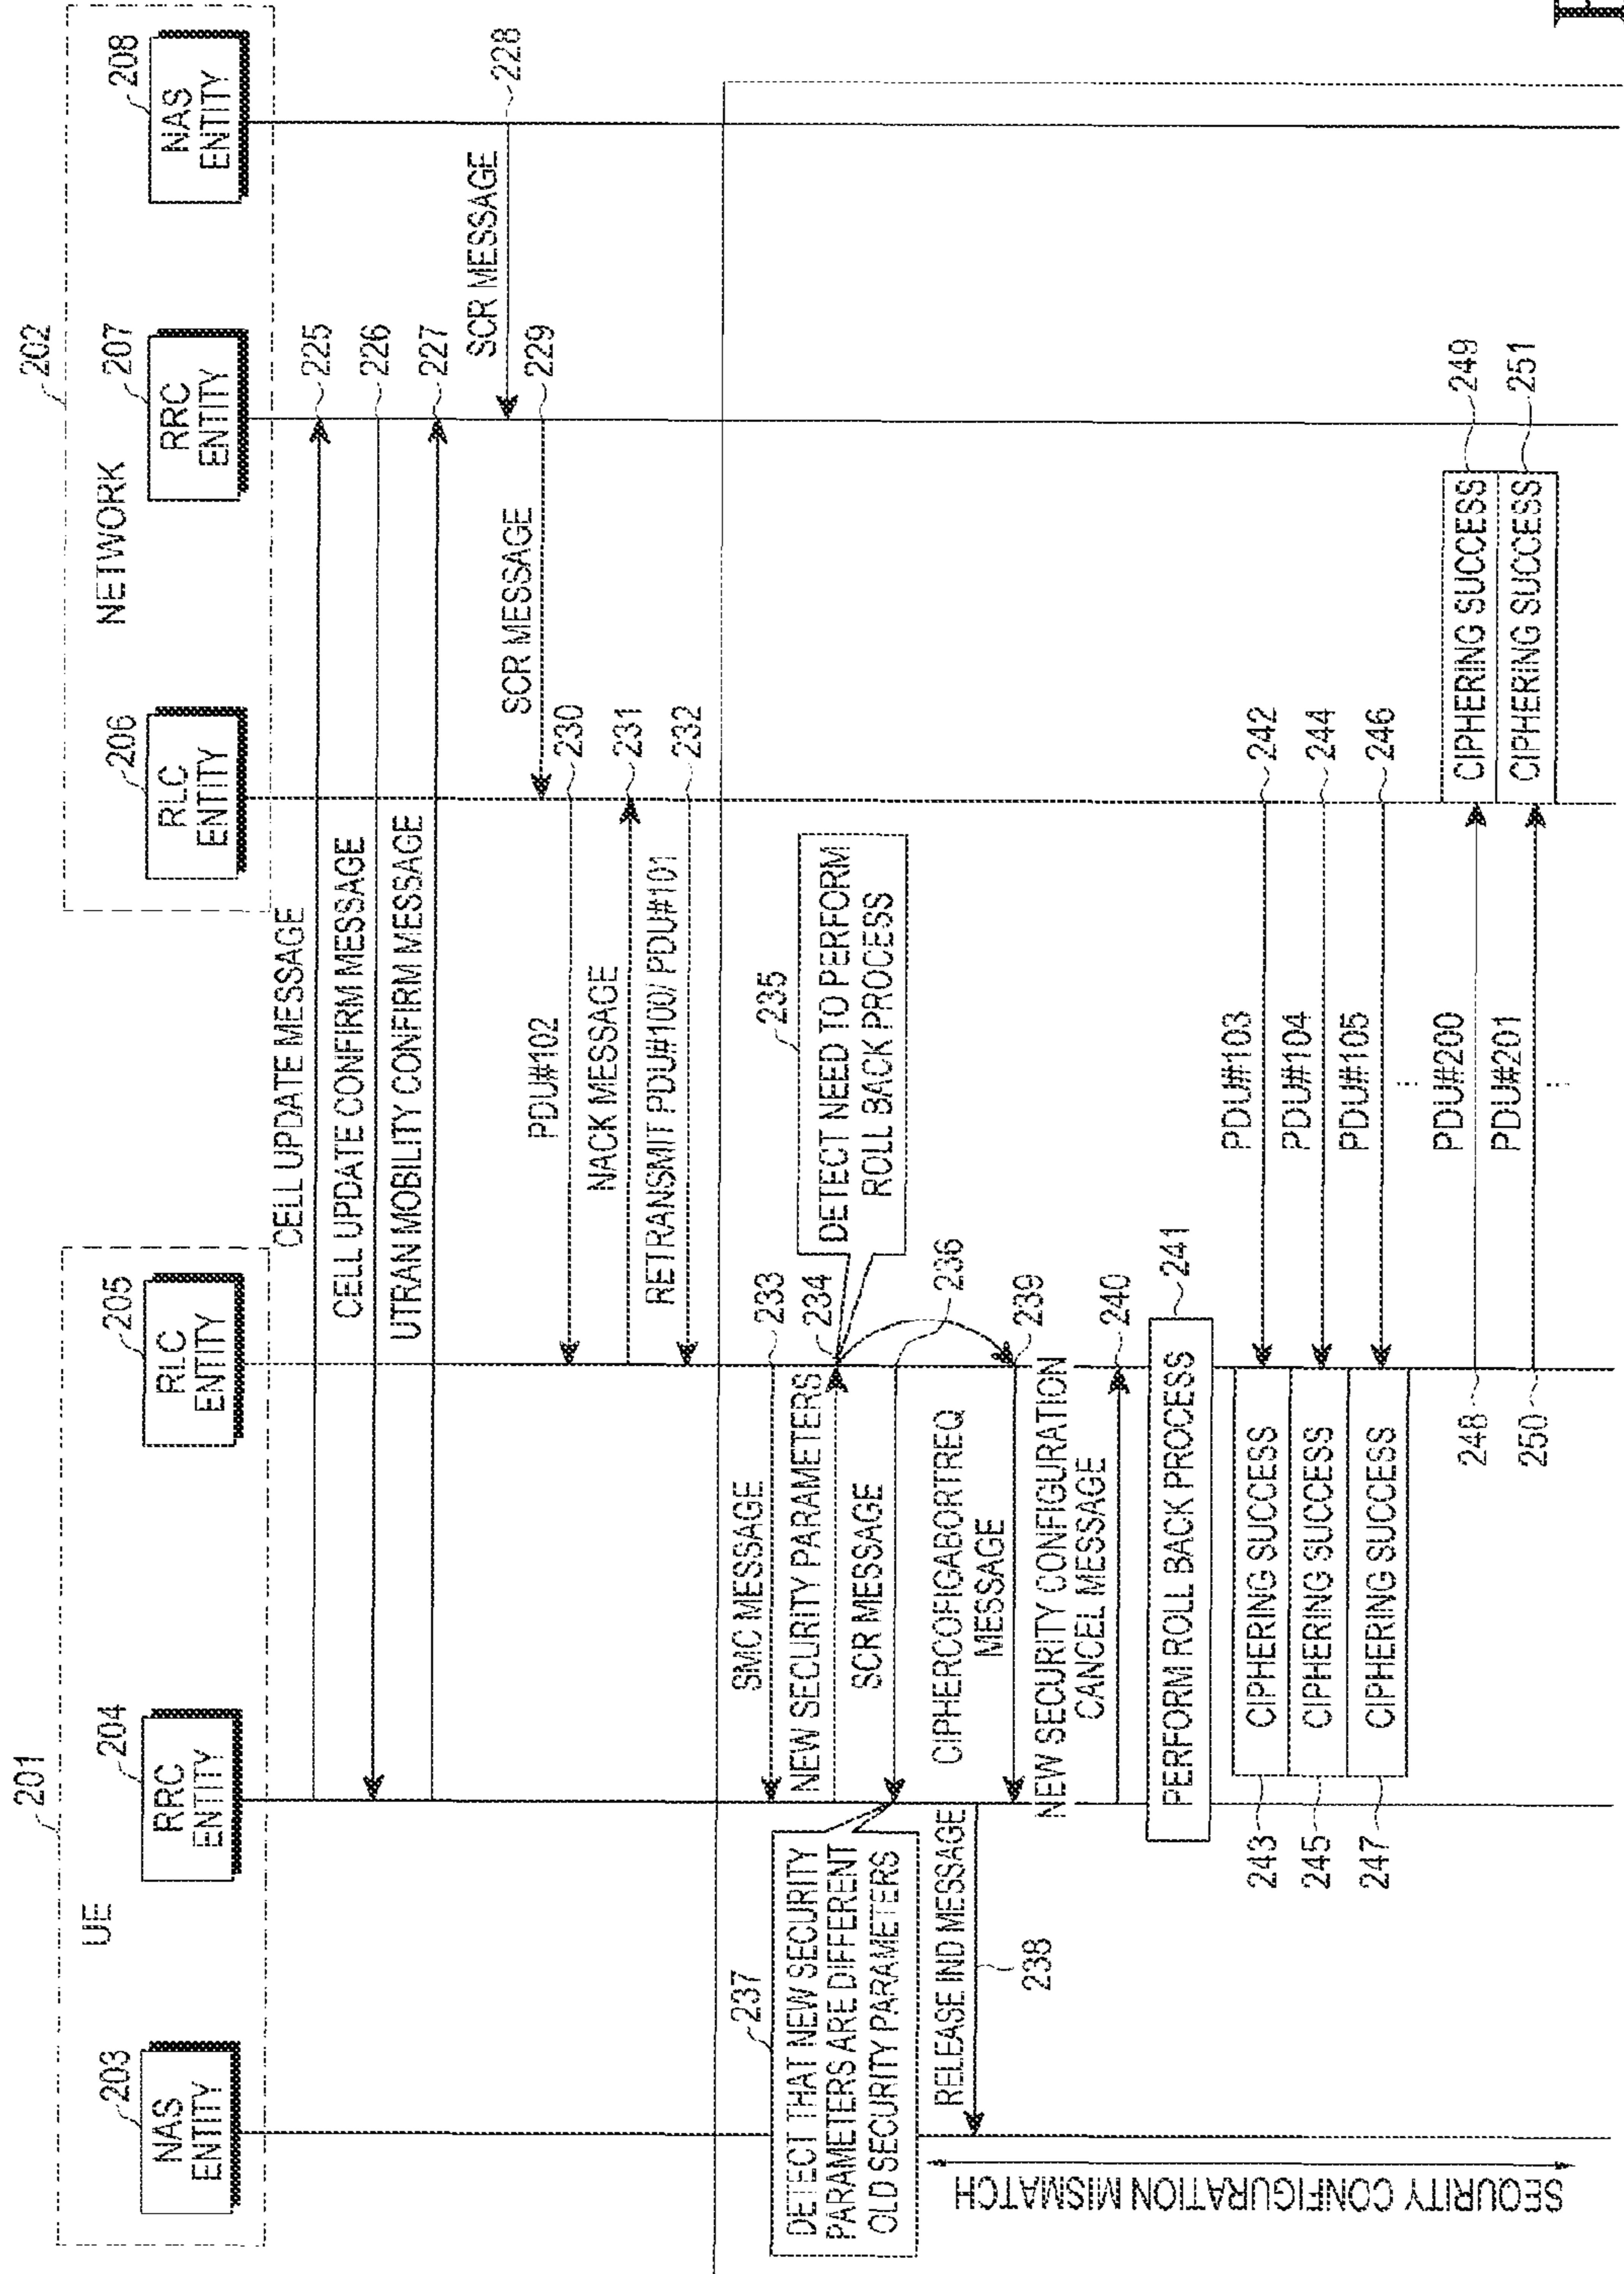 201
202
UE
NETWORK
203
204
205
206
207
208
NAS
ENTITY
RRC
ENTITY
RLC
ENTITY
RLC
ENTITY
RRC
ENTITY
NAS
ENTITY
CELL UPDATE MESSAGE
225
CELL UPDATE CONFIRM MESSAGE
226
UTRAN MOBILITY CONFIRM MESSAGE
227
SCR MESSAGE
228
SCR MESSAGE
229
PDU#102
230
NACK MESSAGE
231
RETRANSMIT PDU#100/ PDU#101
232
SMC MESSAGE
233
NEW SECURITY PARAMETERS
234
235
DETECT NEED TO PERFORM
ROLL BACK PROCESS
SCR MESSAGE
236
237
DETECT THAT NEW SECURITY
PARAMETERS ARE DIFFERENT
OLD SECURITY PARAMETERS
RELEASE IND MESSAGE
238
CIPHERCOFIGABORTREQ
MESSAGE
239
NEW SECURITY CONFIGURATION
CANCEL MESSAGE
240
PERFORM ROLL BACK PROCESS
241
PDU#103
242
243
CIPHERING SUCCESS
PDU#104
244
245
CIPHERING SUCCESS
PDU#105
246
247
CIPHERING SUCCESS
PDU#200
248
CIPHERING SUCCESS
249
PDU#201
250
CIPHERING SUCCESS
251
SEQURITY CONFIGURATION MISMATCH